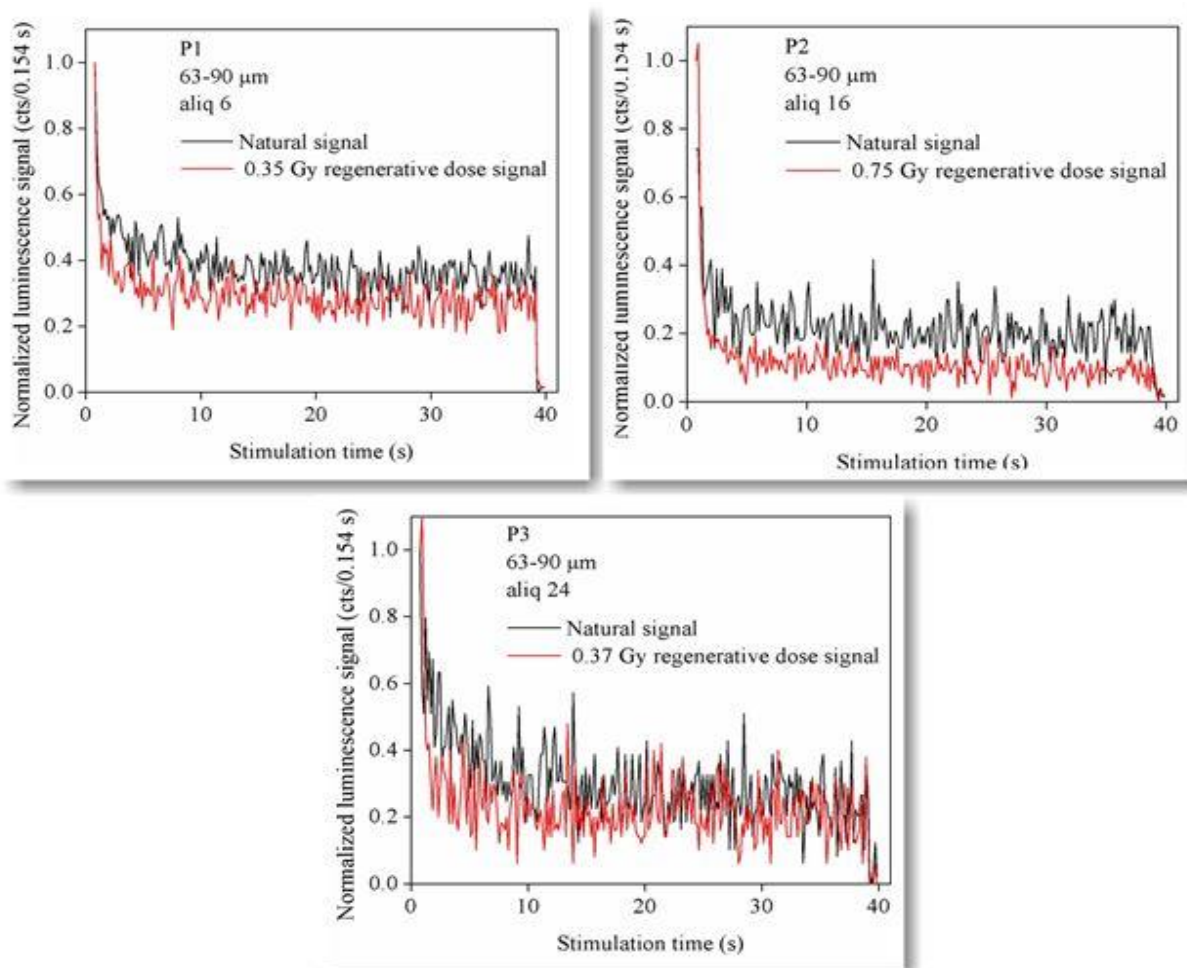 Normalized luminescence signal (cts/0.154 s)
1.0
0.8
0.6
0.4
0.2
0.0
P1
63-90 μm
aliq 6
Natural signal
0.35 Gy regenerative dose signal
0 10 20 30 40
Stimulation time (s)
Normalized luminescence signal (cts/0.154 s)
1.0
0.8
0.6
0.4
0.2
0.0
P2
63-90 μm
aliq 16
Natural signal
0.75 Gy regenerative dose signal
0 10 20 30 40
Stimulation time (s)
Normalized luminescence signal (cts/0.154 s)
1.0
0.8
0.6
0.4
0.2
0.0
P3
63-90 μm
aliq 24
Natural signal
0.37 Gy regenerative dose signal
0 10 20 30 40
Stimulation time (s)